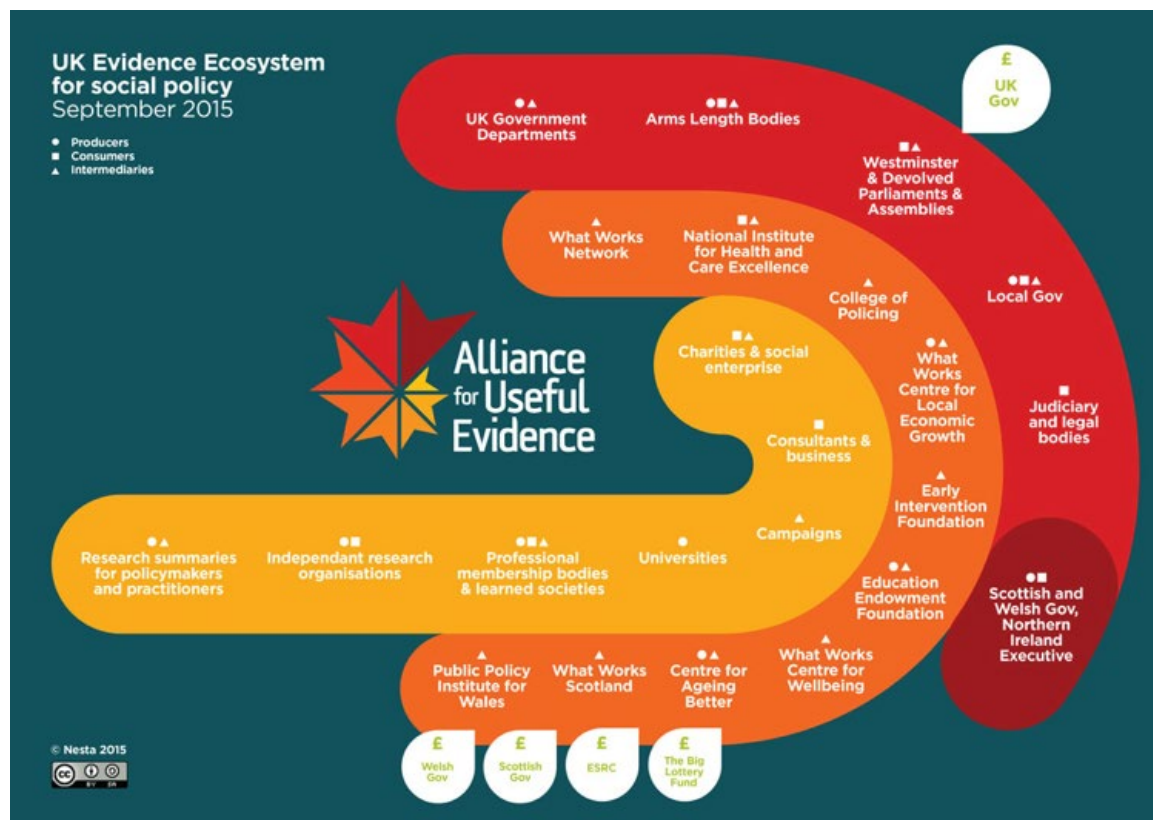 UK Evidence Ecosystem
for social policy
September 2015
Producers
Consumers
Intermediaries
£
UK
Gov
UK Government
Departments
Arms Length Bodies
Westminster
& Devolved
Parliaments &
Assemblies
Local Gov
Judiciary
and legal
bodies
Scottish and
Welsh Gov,
Northern
Ireland
Executive
What Works
Network
National Institute
for Health and
Care Excellence
College of
Policing
What
Works
Centre for
Local
Economic
Growth
Early
Intervention
Foundation
Education
Endowment
Foundation
What Works
Centre for
Wellbeing
Centre for
Ageing
Better
What Works
Scotland
Public Policy
Institute for
Wales
Charities & social
enterprise
Consultants &
business
Campaigns
Universities
Professional
membership bodies
& learned societies
Independant research
organisations
Research summaries
for policymakers
and practitioners
Alliance
for Useful
Evidence
£
Welsh
Gov
£
Scottish
Gov
£
ESRC
£
The Big
Lottery
Fund
© Nesta 2015
cc
BY